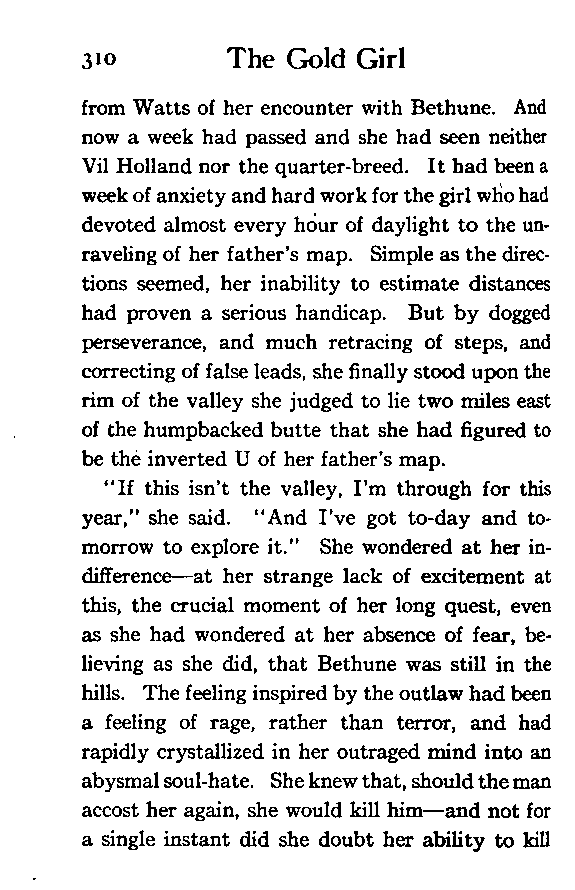 310 The Gold Girl
from Watts of her encounter with Bethune. And
now a week had passed and she had seen neither
Vil Holland nor the quarter-breed. It had been a
week of anxiety and hard work for the girl who had
devoted almost every hour of daylight to the un-
raveling of her father's map. Simple as the direc-
tions seemed, her inability to estimate distances
had proven a serious handicap. But by dogged
perseverance, and much retracing of steps, and
correcting of false leads, she finally stood upon the
rim of the valley she judged to lie two miles east
of the humpbacked butte that she had figured to
be the inverted U of her father's map.
"If this isn't the valley, I'm through for this
year," she said. "And I've got to-day and to-
morrow to explore it." She wondered at her in-
difference—at her strange lack of excitement at
this, the crucial moment of her long quest, even
as she had wondered at her absence of fear, be-
lieving as she did, that Bethune was still in the
hills. The feeling inspired by the outlaw had been
a feeling of rage, rather than terror, and had
rapidly crystallized in her outraged mind into an
abysmal soul-hate. She knew that, should the man
accost her again, she would kill him—and not for
a single instant did she doubt her ability to kill